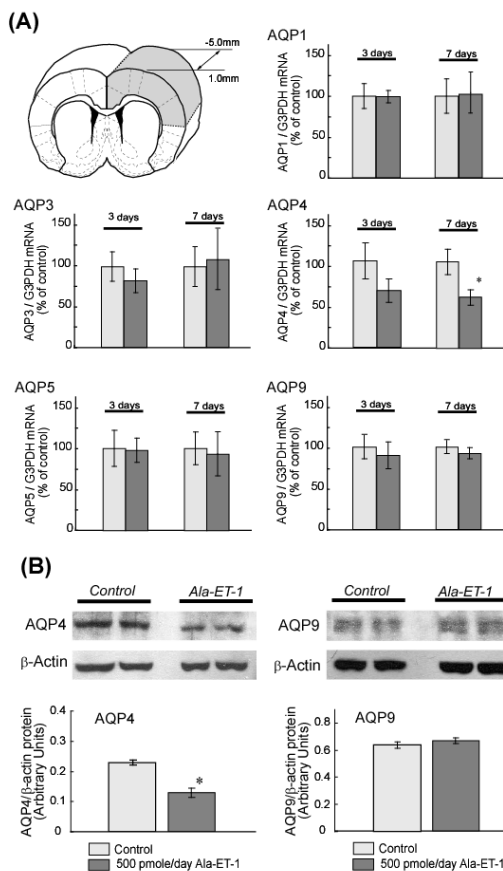 (A)
-5.0mm
1.0mm
AQP1
3 days
7 days
150
100
50
0
AQP1 / G3PDH mRNA
(% of control)
AQP3
3 days
7 days
150
100
50
0
AQP3 / G3PDH mRNA
(% of control)
AQP4
3 days
7 days
150
100
50
0
AQP4 / G3PDH mRNA
(% of control)
*
AQP5
3 days
7 days
150
100
50
0
AQP5 / G3PDH mRNA
(% of control)
AQP9
3 days
7 days
150
100
50
0
AQP9 / G3PDH mRNA
(% of control)
(B)
Control
Ala-ET-1
AQP4
β-Actin
Control
Ala-ET-1
AQP9
β-Actin
AQP4
0.4
0.3
0.2
0.1
0
AQP4/β-actin protein
(Arbitrary Units)
*
Control
500 pmole/day Ala-ET-1
AQP9
0.8
0.6
0.4
0.2
0
AQP9/β-actin protein
(Arbitrary Units)
Control
500 pmole/day Ala-ET-1